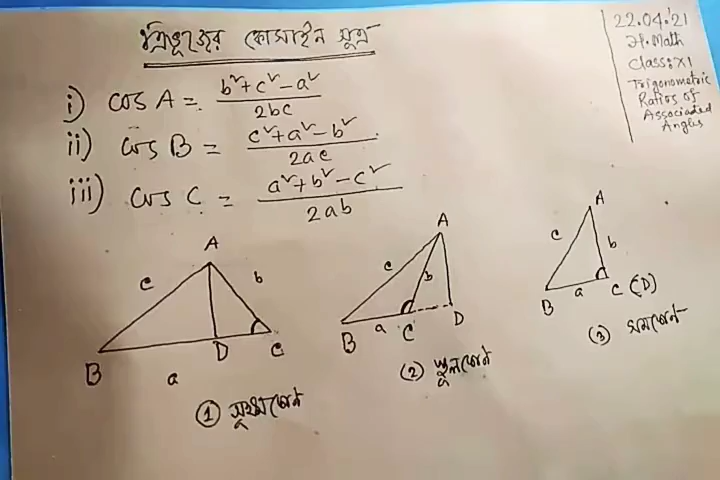 ত্রিভূজের কোসাইন সূত্র
i) cos A = b²+c²-a² / 2bc
ii) cos B = c²+a²-b² / 2ac
iii) cos C = a²+b²-c² / 2ab
22.04.'21
H.Math
Class: XI
Trigonometric
Ratios of
Associated
Angles
A
c b
B D C
a
① সূক্ষ্মকোণ
A
c b
B a C D
(2) স্থূলকোণ
A
c b
B a C (D)
(3) সমকোণ